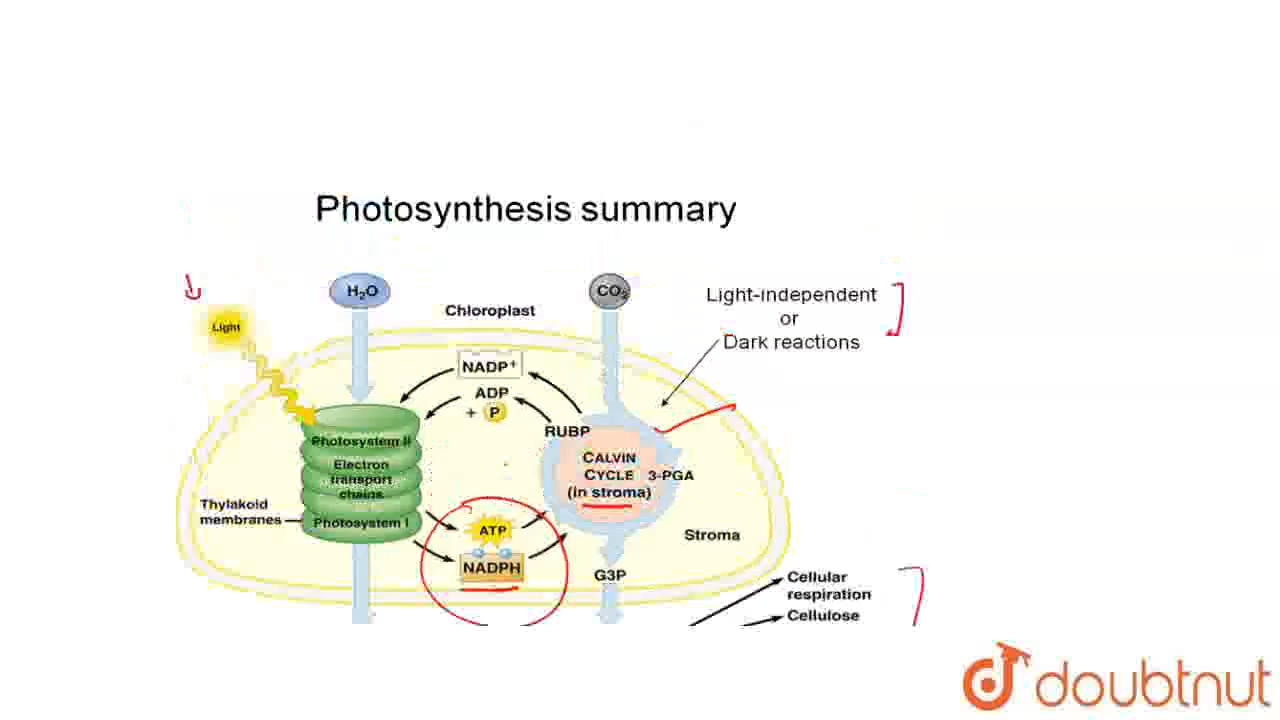 Photosynthesis summary
H₂O
CO₂
Light-independent
or
Dark reactions
Chloroplast
Light
NADP⁺
ADP
+ P
RUBP
Photosystem II
Electron
transport
chains
Photosystem I
CALVIN
CYCLE
(in stroma)
3-PGA
Thylakoid
membranes
ATP
NADPH
Stroma
G3P
Cellular
respiration
Cellulose
doubtnut